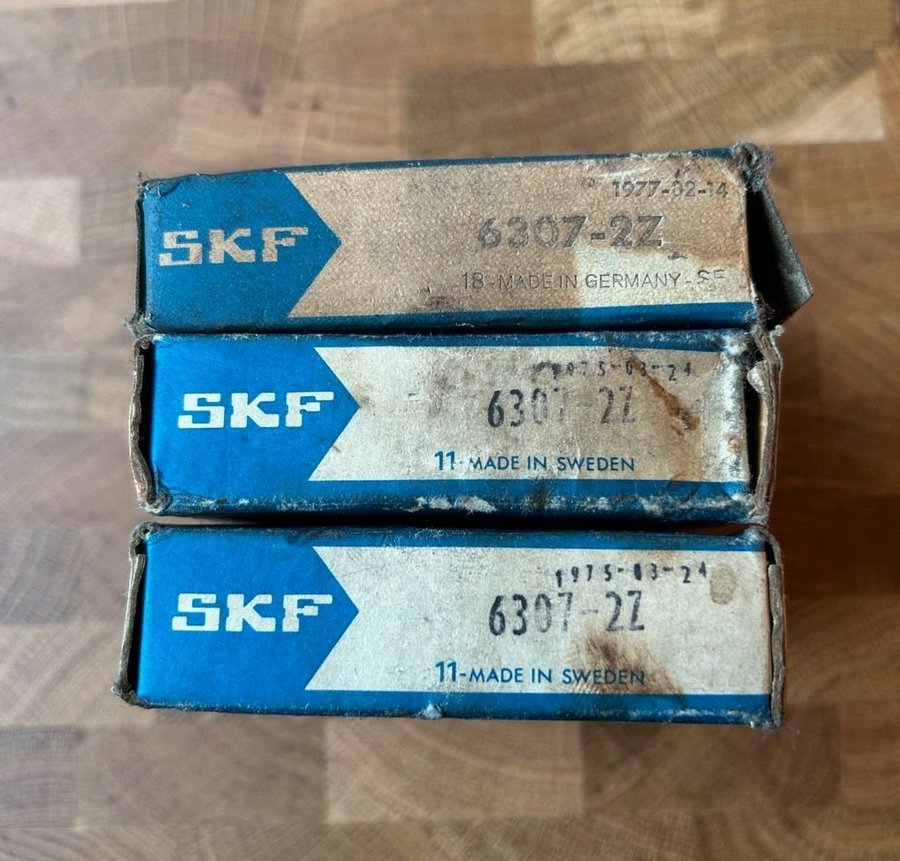 SKF
1977-02-14
6307-2Z
18-MADE IN GERMANY-SF
SKF
1975-03-24
6307-2Z
11-MADE IN SWEDEN
SKF
1975-03-24
6307-2Z
11-MADE IN SWEDEN